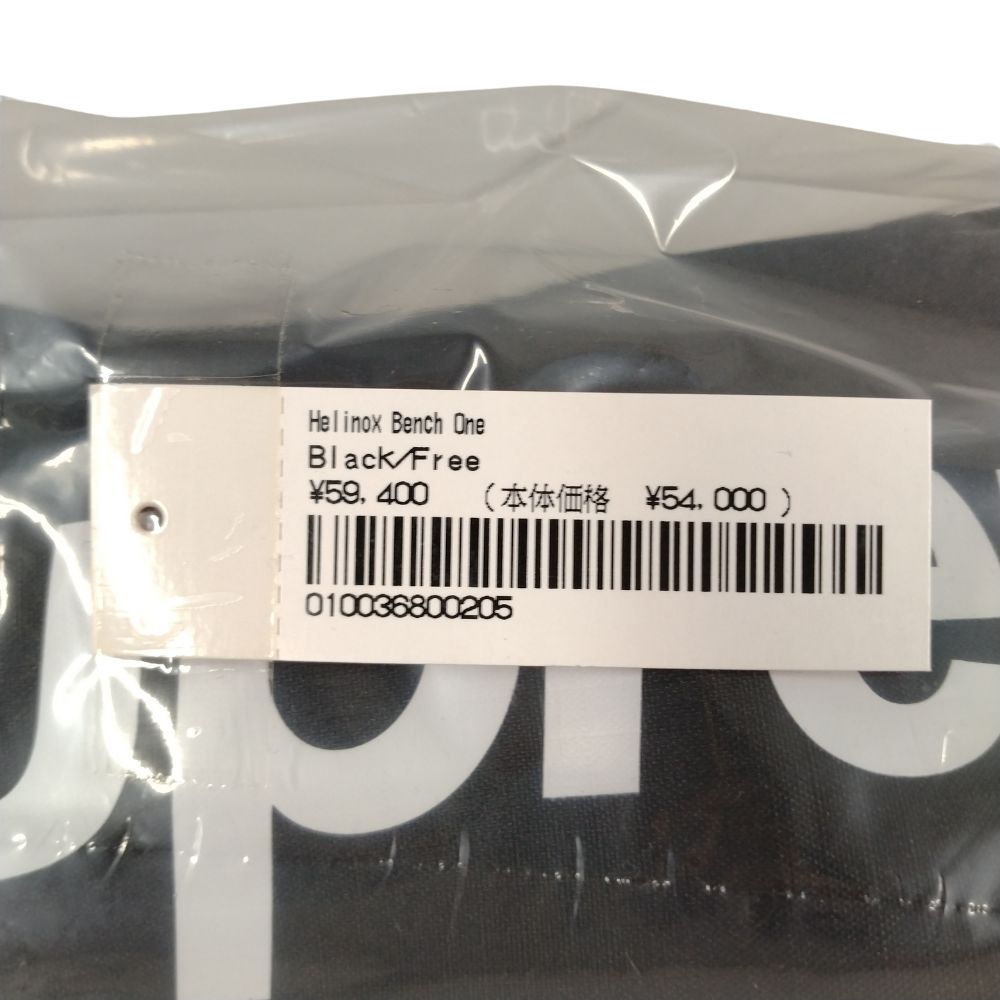 Helinox Bench One
Black/Free
¥59,400 (本体価格 ¥54,000)
010036800205
upre